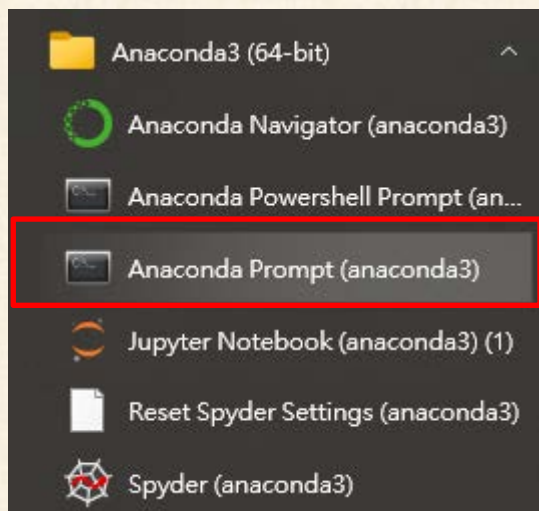 Anaconda3 (64-bit)
Anaconda Navigator (anaconda3)
Anaconda Powershell Prompt (an...
Anaconda Prompt (anaconda3)
Jupyter Notebook (anaconda3) (1)
Reset Spyder Settings (anaconda3)
Spyder (anaconda3)